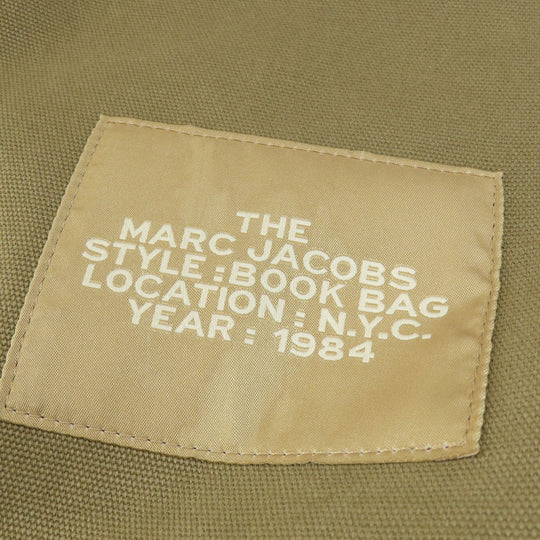 THE
MARC JACOBS
STYLE : BOOK BAG
LOCATION : N.Y.C.
YEAR : 1984